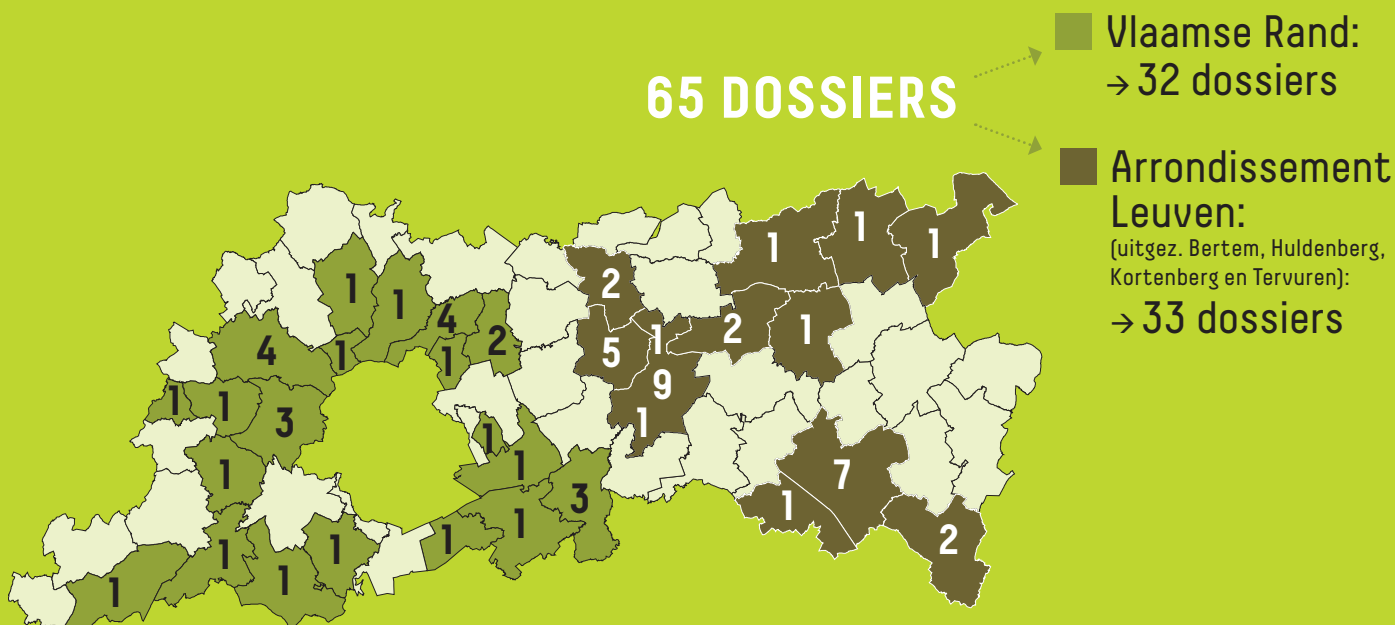 65 DOSSIERS
Vlaamse Rand:
→ 32 dossiers
Arrondissement
Leuven:
(uitgez. Bertem, Huldenberg,
Kortenberg en Tervuren):
→ 33 dossiers
1 1 1
1 1 2
4 2 1 2 1
4 1 1 2 5
9
1 1 3 1
1 1
1 7
3 1 1
1 1 1 1 2
1 1